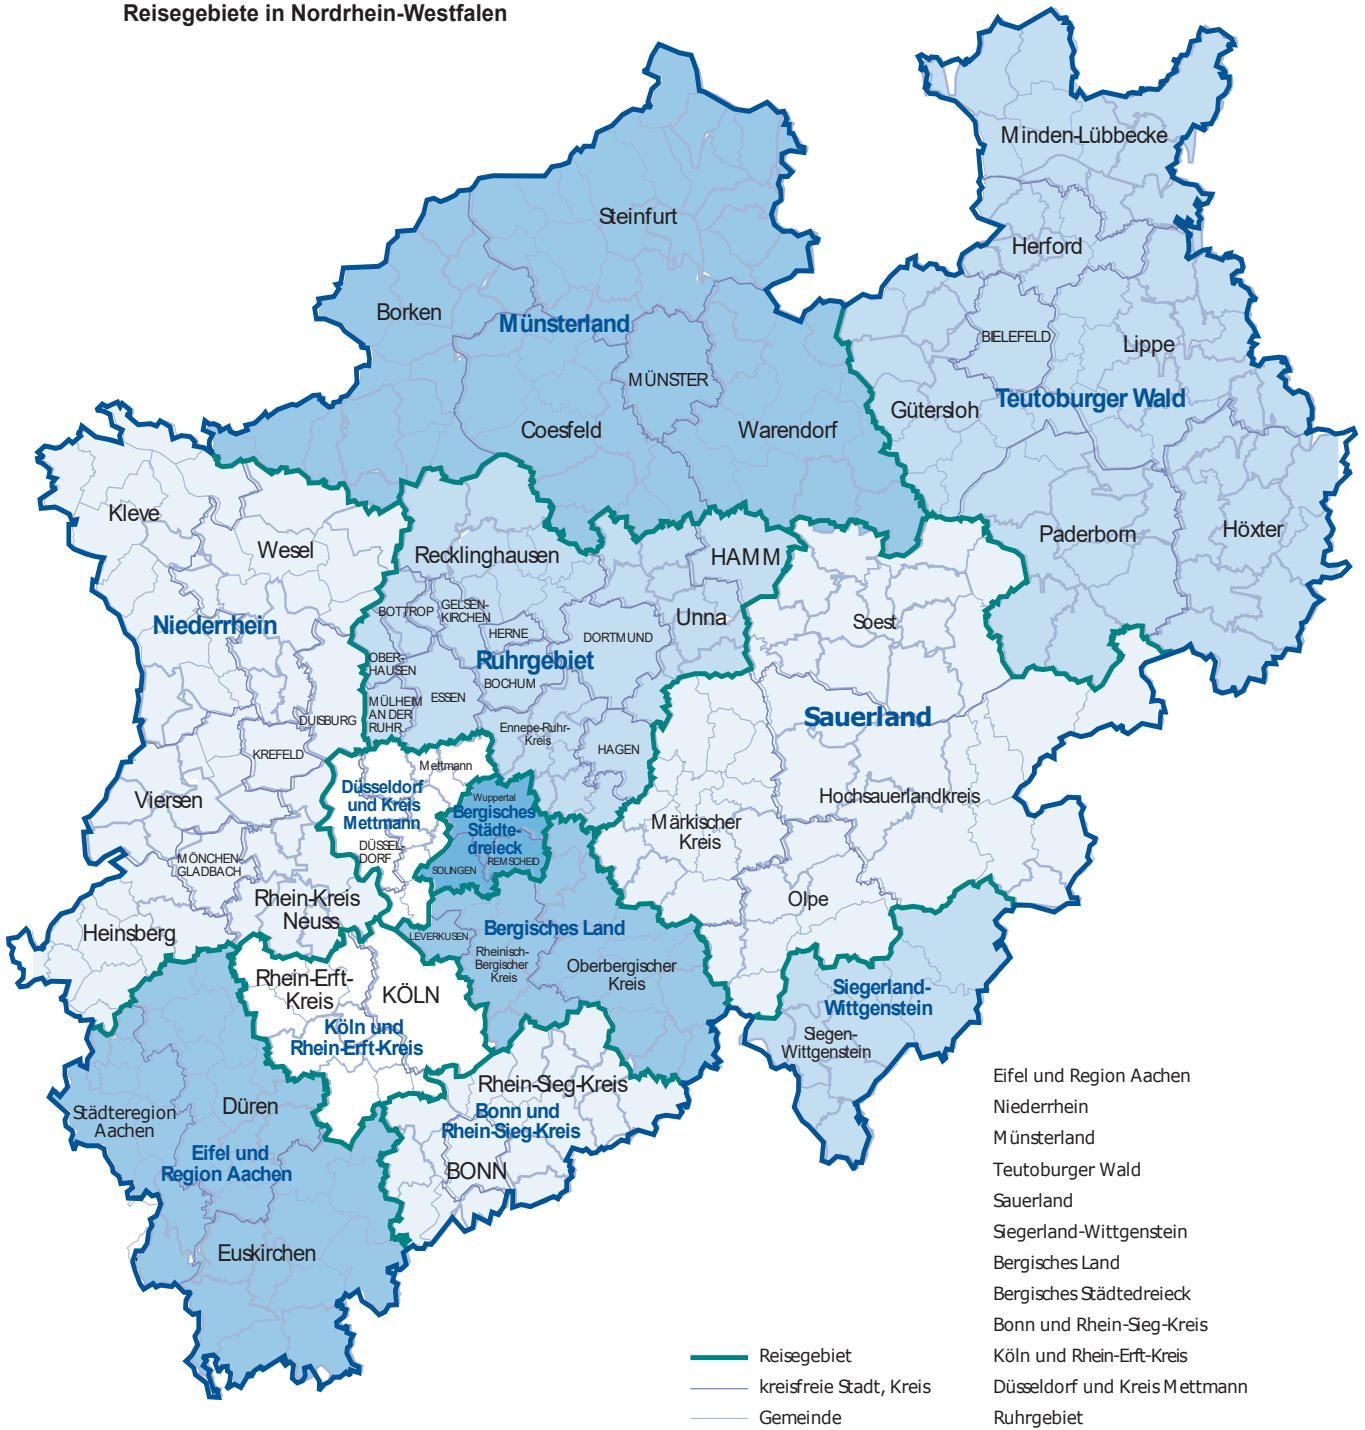 Reisegebiete in Nordrhein-Westfalen
Minden-Lübbecke
Steinfurt
Herford
Borken
Münsterland
BIELEFELD
Lippe
MÜNSTER
Teutoburger Wald
Gütersloh
Coesfeld
Warendorf
Kleve
Wesel
Recklinghausen
HAMM
Paderborn
Höxter
BOTTROP
GELSEN-
KIRCHEN
Niederrhein
HERNE
DORTMUND
Unna
Soest
OBER-
HAUSEN
Ruhrgebiet
BOCHUM
MÜLHEIM
AN DER
RUHR
ESSEN
DUISBURG
Sauerland
Ennepe-Ruhr-
Kreis
HAGEN
KREFELD
Mettmann
Düsseldorf
und Kreis
Mettmann
Viersen
Wuppertal
Bergisches
Städte-
dreieck
Hochsauerlandkreis
Märkischer
Kreis
DÜSSEL-
DORF
MÖNCHEN-
GLADBACH
SOLINGEN
REMSCHEID
Rhein-Kreis
Neuss
Olpe
Heinsberg
LEVERKUSEN
Bergisches Land
Rheinisch-
Bergischer
Kreis
Oberbergischer
Kreis
Rhein-Erft-
Kreis
KÖLN
Siegerland-
Wittgenstein
Köln und
Rhein-Erft-Kreis
Siegen-
Wittgenstein
Rhein-Sieg-Kreis
Städteregion
Aachen
Düren
Bonn und
Rhein-Sieg-Kreis
Eifel und
Region Aachen
BONN
Euskirchen
Eifel und Region Aachen
Niederrhein
Münsterland
Teutoburger Wald
Sauerland
Siegerland-Wittgenstein
Bergisches Land
Bergisches Städtedreieck
Bonn und Rhein-Sieg-Kreis
Köln und Rhein-Erft-Kreis
Düsseldorf und Kreis Mettmann
Ruhrgebiet
Reisegebiet
kreisfreie Stadt, Kreis
Gemeinde